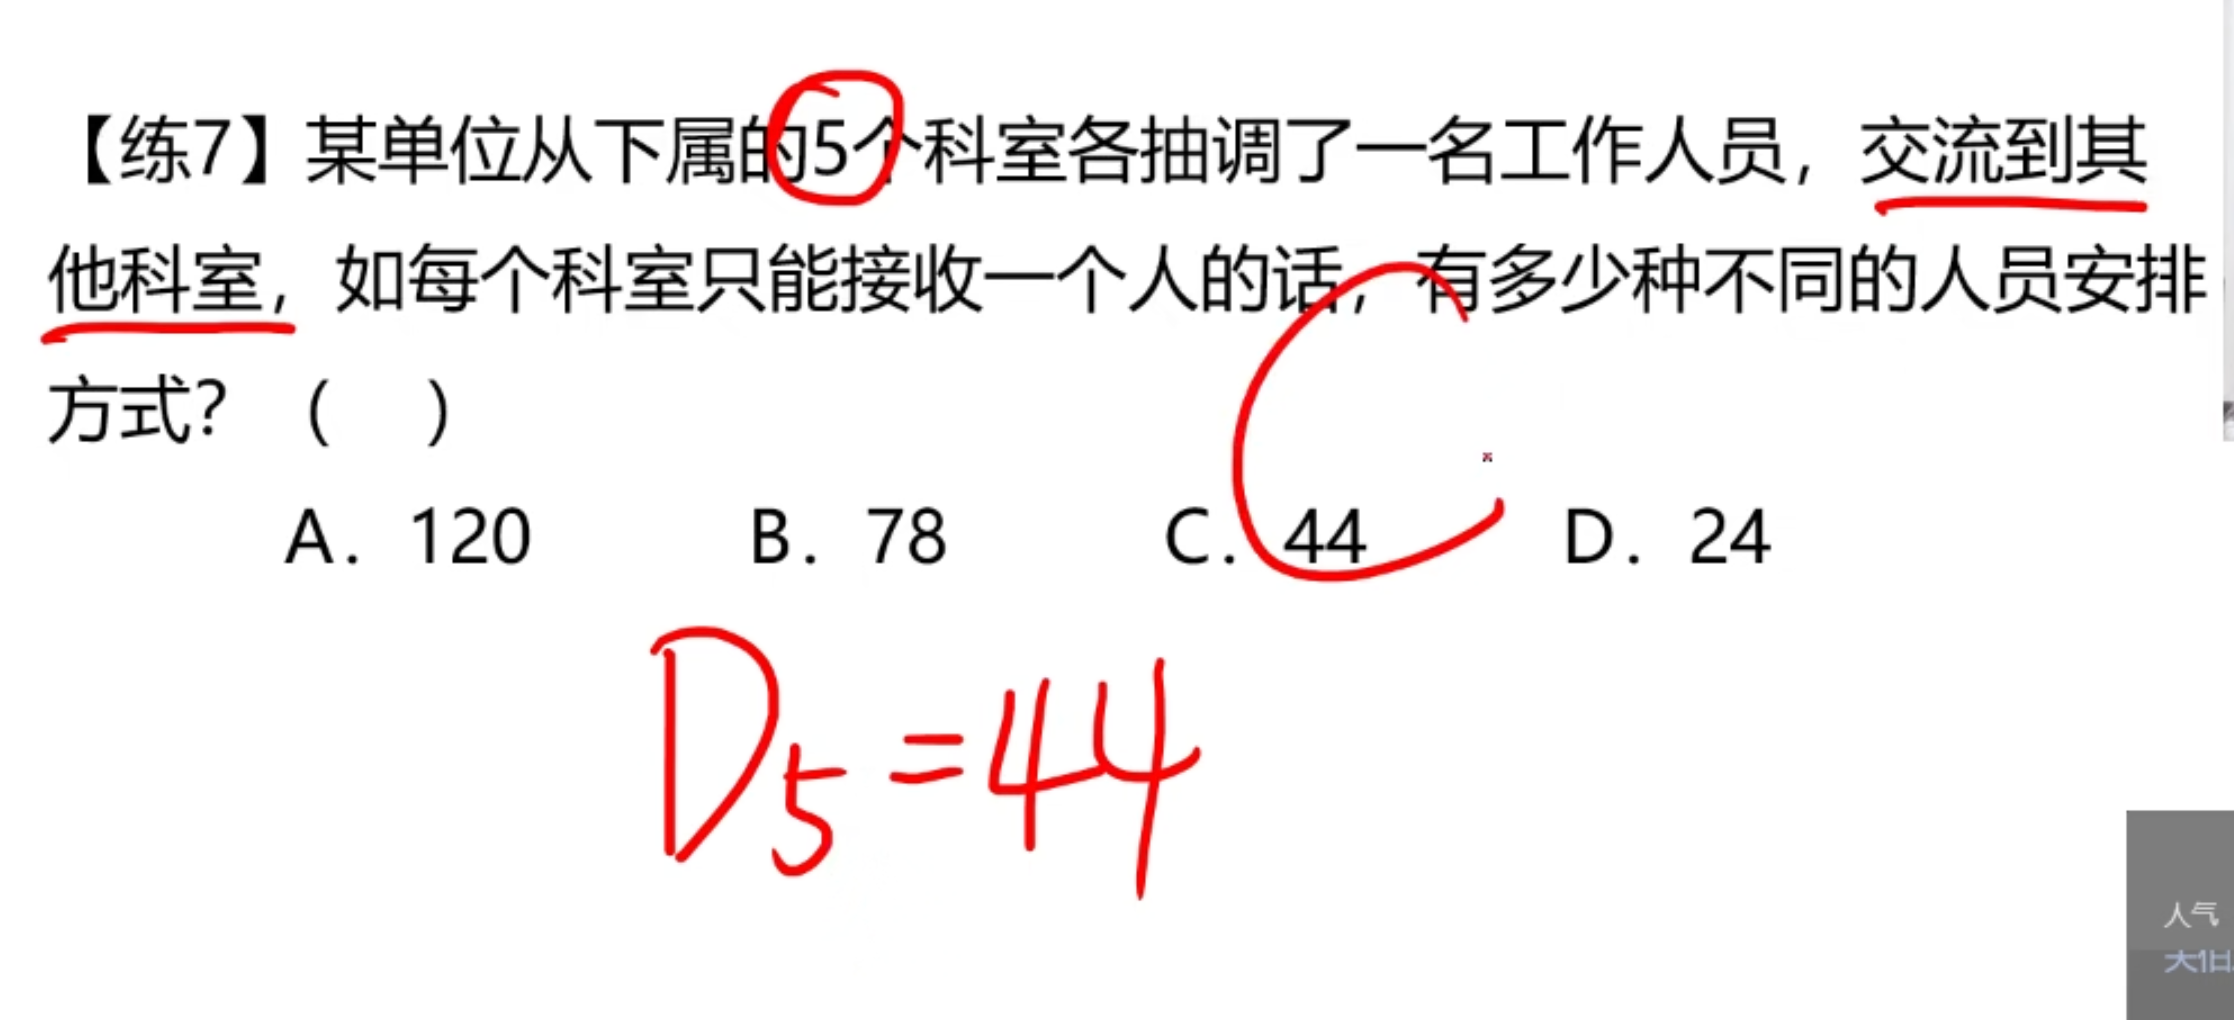 【练7】某单位从下属的5个科室各抽调了一名工作人员，交流到其
他科室，如每个科室只能接收一个人的话，有多少种不同的人员安排
方式？（ ）
A. 120 B. 78 C. 44 D. 24
D5=44
人气